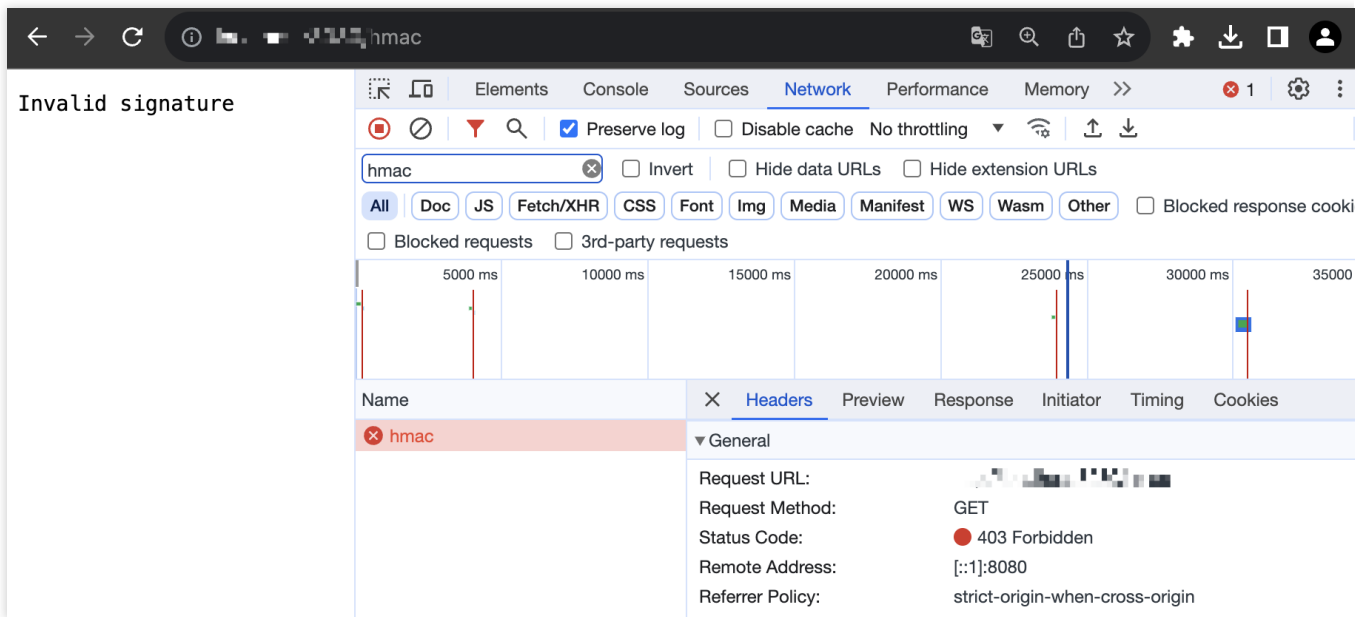 hmac
Invalid signature
Elements Console Sources Network Performance Memory 1
Preserve log Disable cache No throttling
hmac Invert Hide data URLs Hide extension URLs
All Doc JS Fetch/XHR CSS Font Img Media Manifest WS Wasm Other Blocked response cooki
Blocked requests 3rd-party requests
5000 ms 10000 ms 15000 ms 20000 ms 25000 ms 30000 ms 35000
Name
hmac
Headers Preview Response Initiator Timing Cookies
General
Request URL:
Request Method: GET
Status Code: 403 Forbidden
Remote Address: [::1]:8080
Referrer Policy: strict-origin-when-cross-origin